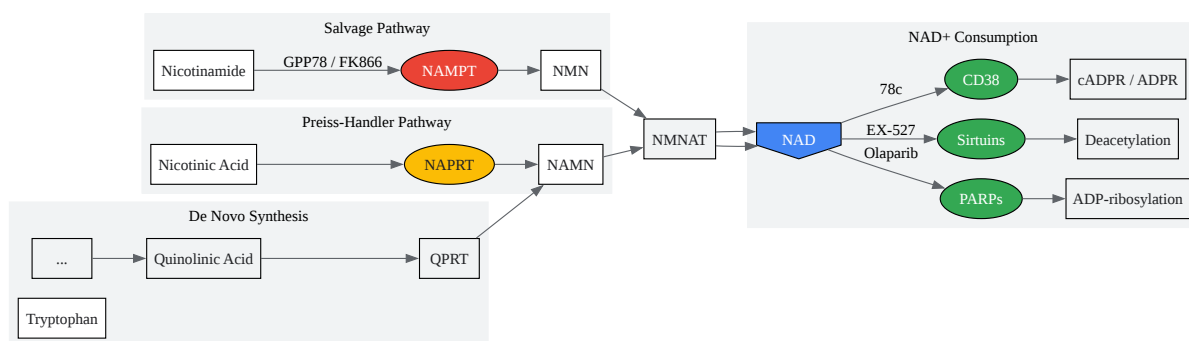 Salvage Pathway
Nicotinamide
GPP78 / FK866
NAMPT
NMN
Preiss-Handler Pathway
Nicotinic Acid
NAPRT
NAMN
De Novo Synthesis
...
Quinolinic Acid
QPRT
Tryptophan
NMNAT
NAD+ Consumption
NAD
78c
CD38
cADPR / ADPR
EX-527
Sirtuins
Deacetylation
Olaparib
PARPs
ADP-ribosylation